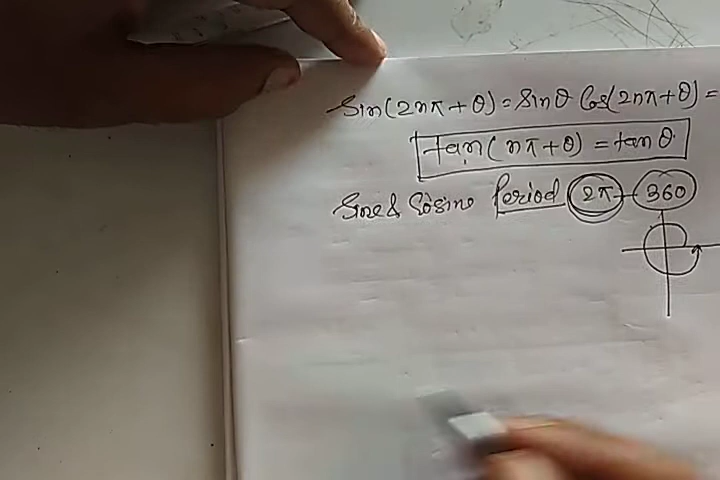 Sin(2nπ+θ) = Sinθ Cos(2nπ+θ) =
tan(nπ+θ) = tanθ
Sine & Cosine Period 2π - 360